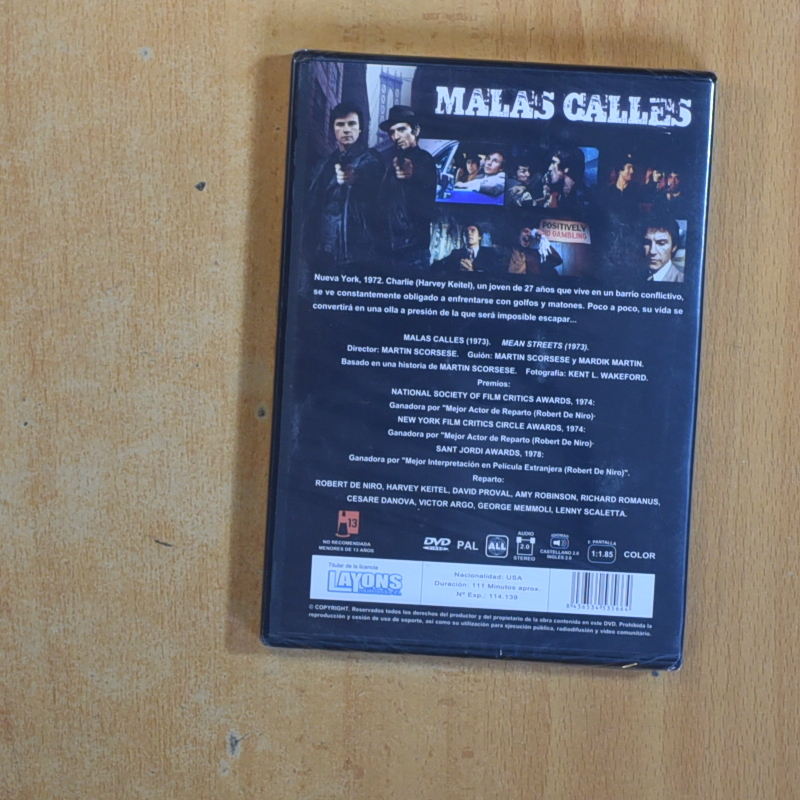 MALAS CALLES
POSITIVELY
NO GAMBLING
Nueva York, 1972. Charlie (Harvey Keitel), un joven de 27 años que vive en un barrio conflictivo,
se ve constantemente obligado a enfrentarse con golfos y matones. Poco a poco, su vida se
convertirá en una olla a presión de la que será imposible escapar...
MALAS CALLES (1973). MEAN STREETS (1973).
Director: MARTIN SCORSESE. Guión: MARTIN SCORSESE y MARDIK MARTIN.
Basado en una historia de MARTIN SCORSESE. Fotografía: KENT L. WAKEFORD.
Premios:
NATIONAL SOCIETY OF FILM CRITICS AWARDS, 1974:
Ganadora por "Mejor Actor de Reparto (Robert De Niro)·
NEW YORK FILM CRITICS CIRCLE AWARDS, 1974:
Ganadora por "Mejor Actor de Reparto (Robert De Niro)·
SANT JORDI AWARDS, 1978:
Ganadora por "Mejor Interpretación en Película Extranjera (Robert De Niro)".
Reparto:
ROBERT DE NIRO, HARVEY KEITEL, DAVID PROVAL, AMY ROBINSON, RICHARD ROMANUS,
CESARE DANOVA, VICTOR ARGO, GEORGE MEMMOLI, LENNY SCALETTA.
13
NO RECOMENDADA
MENORES DE 13 AÑOS
DVD
VIDEO
PAL
ALL
AUDIO
2.0
STEREO
IDIOMAS
CASTELLANO 2.0
INGLES 2.0
F. PANTALLA
1:1.85
COLOR
Titular de la licencia
LAYONS
Nacionalidad: USA
Duración: 111 Minutos aprox.
Nº Exp.: 114.139
© COPYRIGHT. Reservados todos los derechos del productor y del propietario de la obra contenida en este DVD. Prohibida la
reproducción y cesión de uso de soporte, así como su utilización para ejecución pública, radiodifusión y vídeo comunitario.